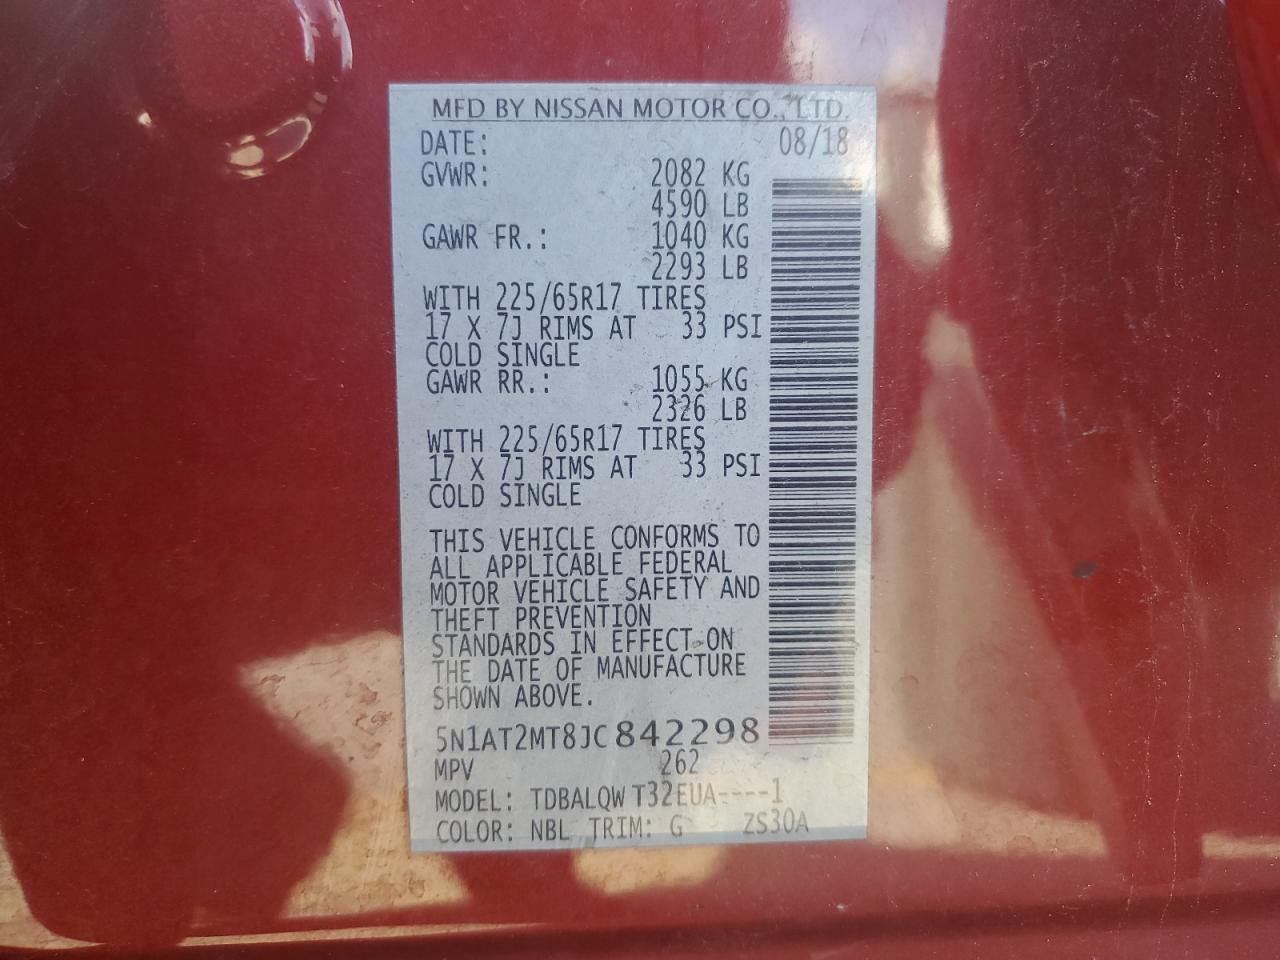 MFD BY NISSAN MOTOR CO., LTD.
DATE: 08/18
GVWR: 2082 KG
4590 LB
GAWR FR.: 1040 KG
2293 LB
WITH 225/65R17 TIRES
17 X 7J RIMS AT 33 PSI
COLD SINGLE
GAWR RR.: 1055 KG
2326 LB
WITH 225/65R17 TIRES
17 X 7J RIMS AT 33 PSI
COLD SINGLE
THIS VEHICLE CONFORMS TO
ALL APPLICABLE FEDERAL
MOTOR VEHICLE SAFETY AND
THEFT PREVENTION
STANDARDS IN EFFECT ON
THE DATE OF MANUFACTURE
SHOWN ABOVE.
5N1AT2MT8JC842298
MPV 262
MODEL: TDBALQW T32EUA----1
COLOR: NBL TRIM: G ZS30A